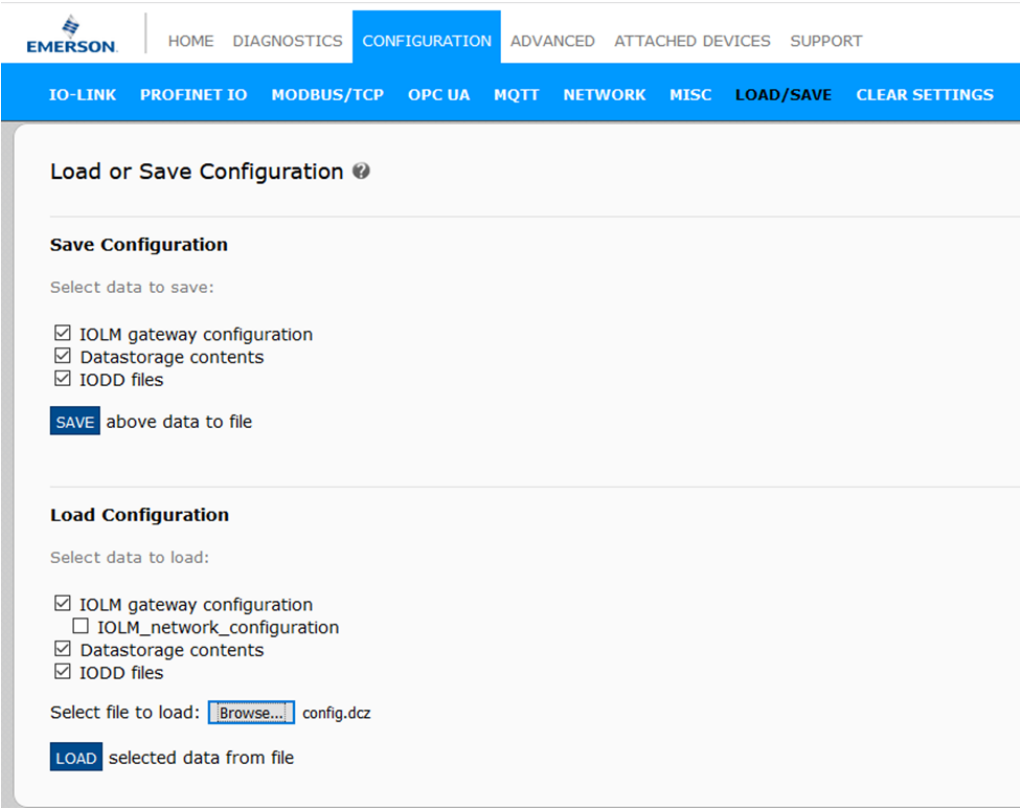 EMERSON.
HOME DIAGNOSTICS CONFIGURATION ADVANCED ATTACHED DEVICES SUPPORT
IO-LINK PROFINET IO MODBUS/TCP OPC UA MQTT NETWORK MISC LOAD/SAVE CLEAR SETTINGS
Load or Save Configuration ?
Save Configuration
Select data to save:
IOLM gateway configuration
Datastorage contents
IODD files
SAVE above data to file
Load Configuration
Select data to load:
IOLM gateway configuration
IOLM_network_configuration
Datastorage contents
IODD files
Select file to load: Browse... config.dcz
LOAD selected data from file